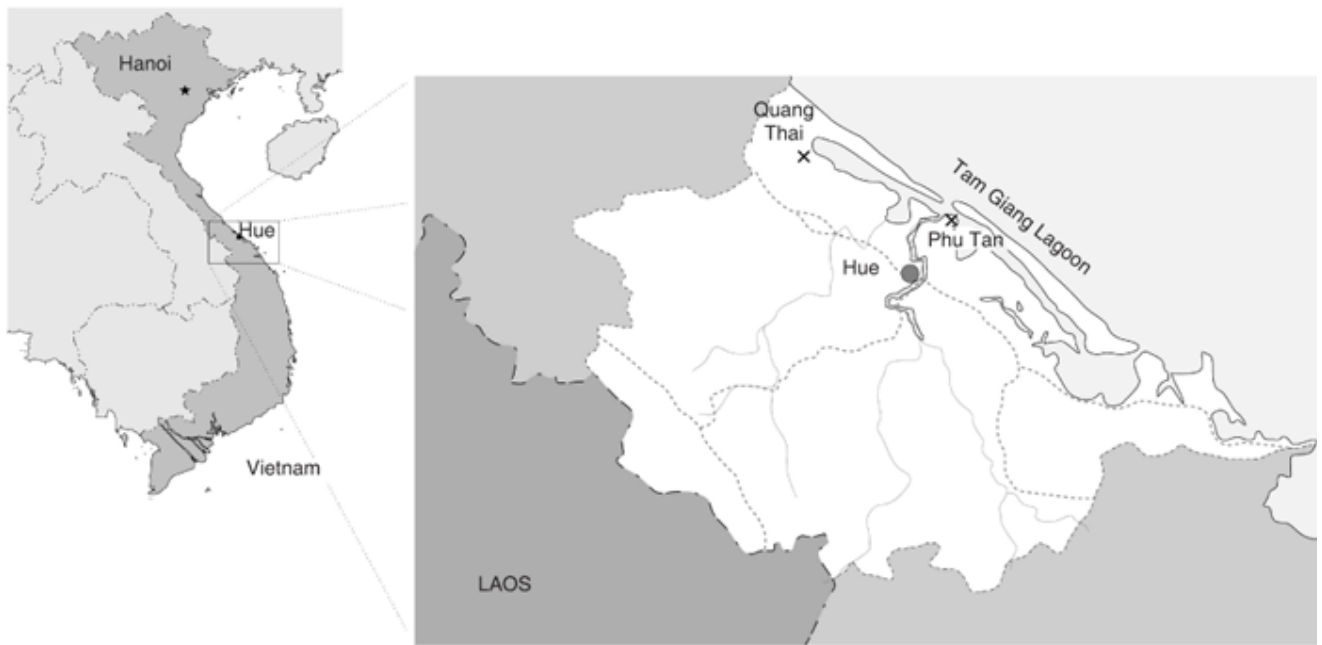 Hanoi
Hue
Vietnam
Quang
Thai
Tam Giang Lagoon
Phu Tan
Hue
LAOS